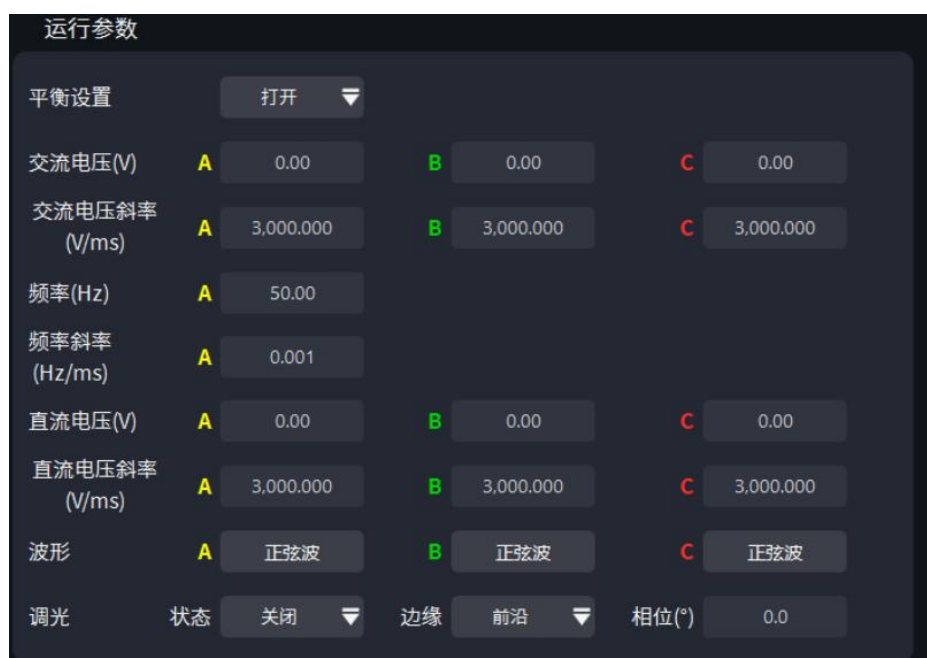 运行参数
平衡设置 打开
交流电压(V) A 0.00 B 0.00 C 0.00
交流电压斜率
(V/ms) A 3,000.000 B 3,000.000 C 3,000.000
频率(Hz) A 50.00
频率斜率
(Hz/ms) A 0.001
直流电压(V) A 0.00 B 0.00 C 0.00
直流电压斜率
(V/ms) A 3,000.000 B 3,000.000 C 3,000.000
波形 A 正弦波 B 正弦波 C 正弦波
调光 状态 关闭 边缘 前沿 相位(°) 0.0